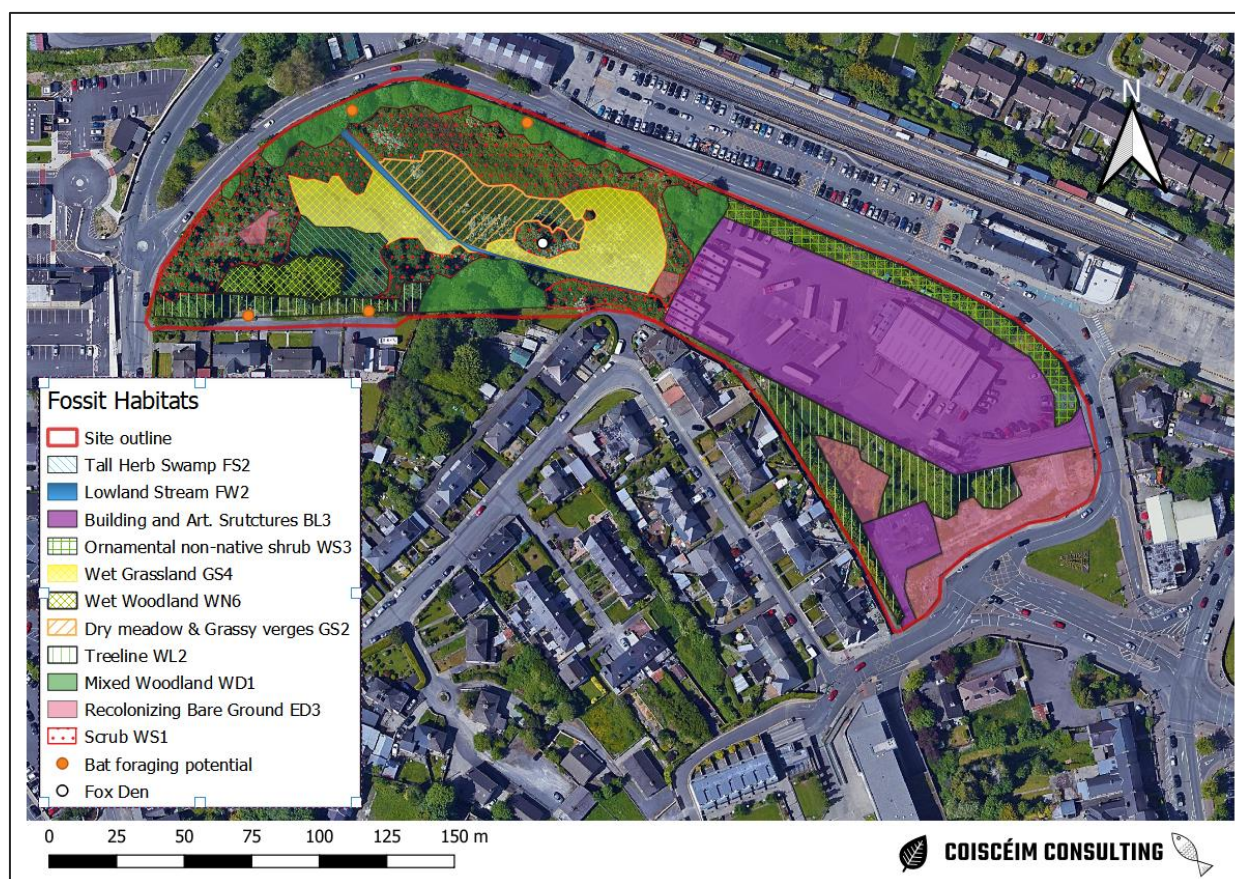 N
Fossit Habitats
Site outline
Tall Herb Swamp FS2
Lowland Stream FW2
Building and Art. Srutctures BL3
Ornamental non-native shrub WS3
Wet Grassland GS4
Wet Woodland WN6
Dry meadow & Grassy verges GS2
Treeline WL2
Mixed Woodland WD1
Recolonizing Bare Ground ED3
Scrub WS1
Bat foraging potential
Fox Den
0 25 50 75 100 125 150 m
COISCÉIM CONSULTING